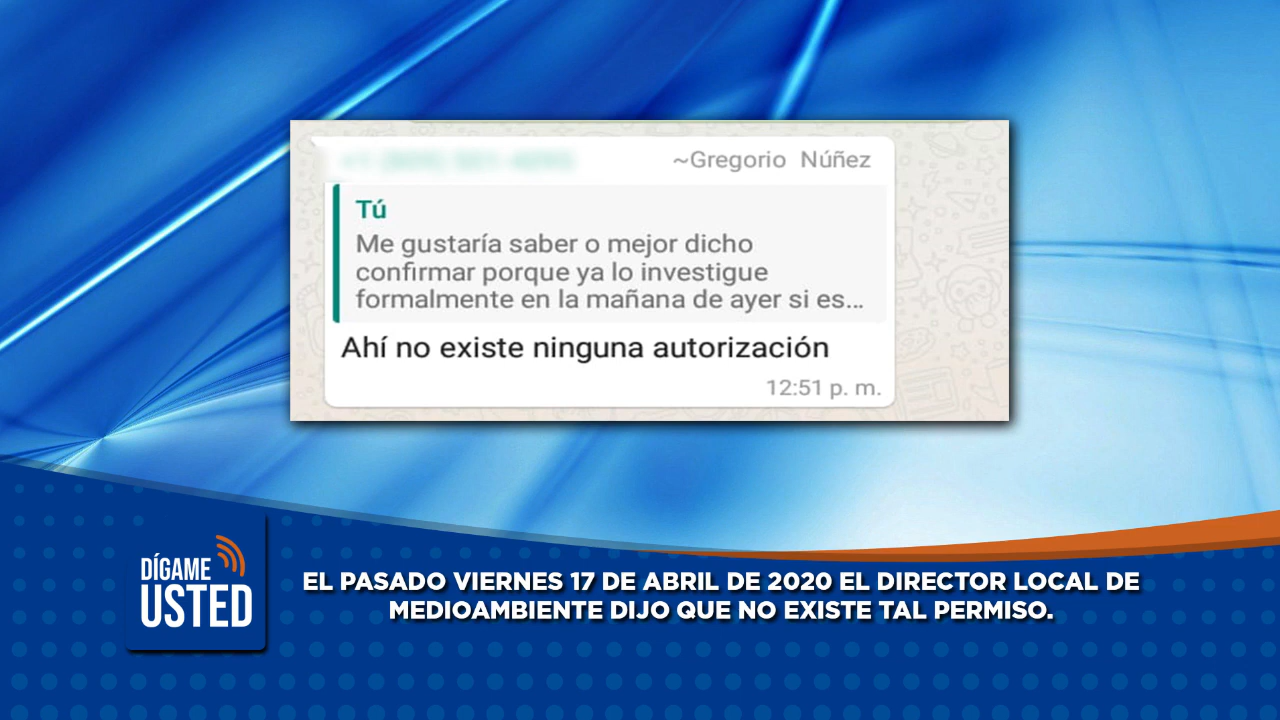 ~Gregorio Núñez
Tú
Me gustaría saber o mejor dicho
confirmar porque ya lo investigue
formalmente en la mañana de ayer si es...
Ahí no existe ninguna autorización
12:51 p. m.
DÍGAME
USTED
EL PASADO VIERNES 17 DE ABRIL DE 2020 EL DIRECTOR LOCAL DE
MEDIOAMBIENTE DIJO QUE NO EXISTE TAL PERMISO.